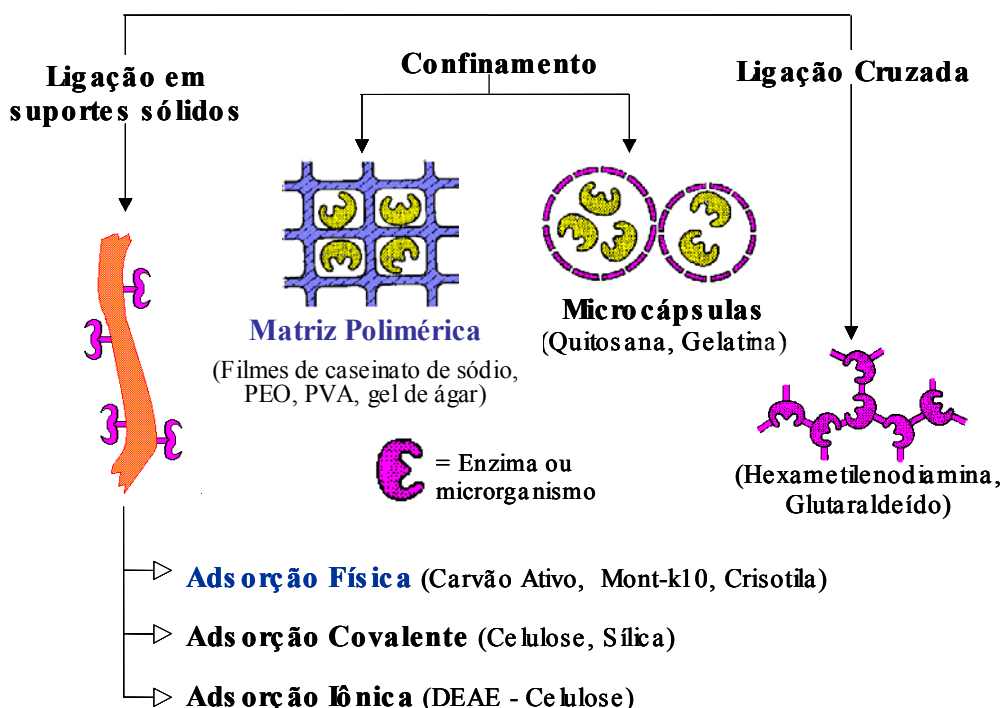 Ligação em
suportes sólidos
Confinamento
Ligação Cruzada
Matriz Polimérica
(Filmes de caseinato de sódio,
PEO, PVA, gel de ágar)
Microcápsulas
(Quitosana, Gelatina)
= Enzima ou
microrganismo
(Hexametilenodiamina,
Glutaraldeído)
Adsorção Física (Carvão Ativo, Mont-k10, Crisotila)
Adsorção Covalente (Celulose, Sílica)
Adsorção Iônica (DEAE - Celulose)